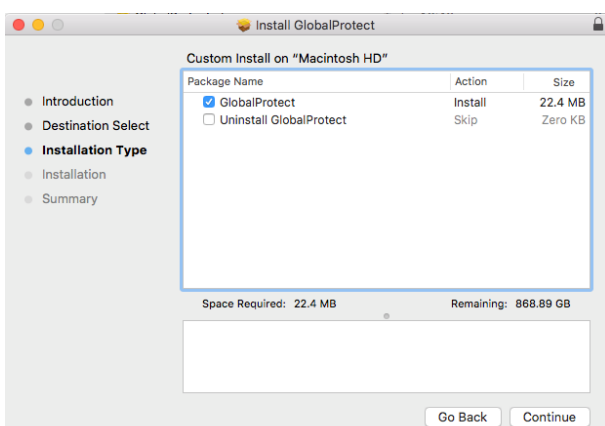 Install GlobalProtect
Custom Install on “Macintosh HD”
Package Name Action Size
GlobalProtect Install 22.4 MB
Uninstall GlobalProtect Skip Zero KB
Introduction
Destination Select
Installation Type
Installation
Summary
Space Required: 22.4 MB Remaining: 868.89 GB
Go Back Continue